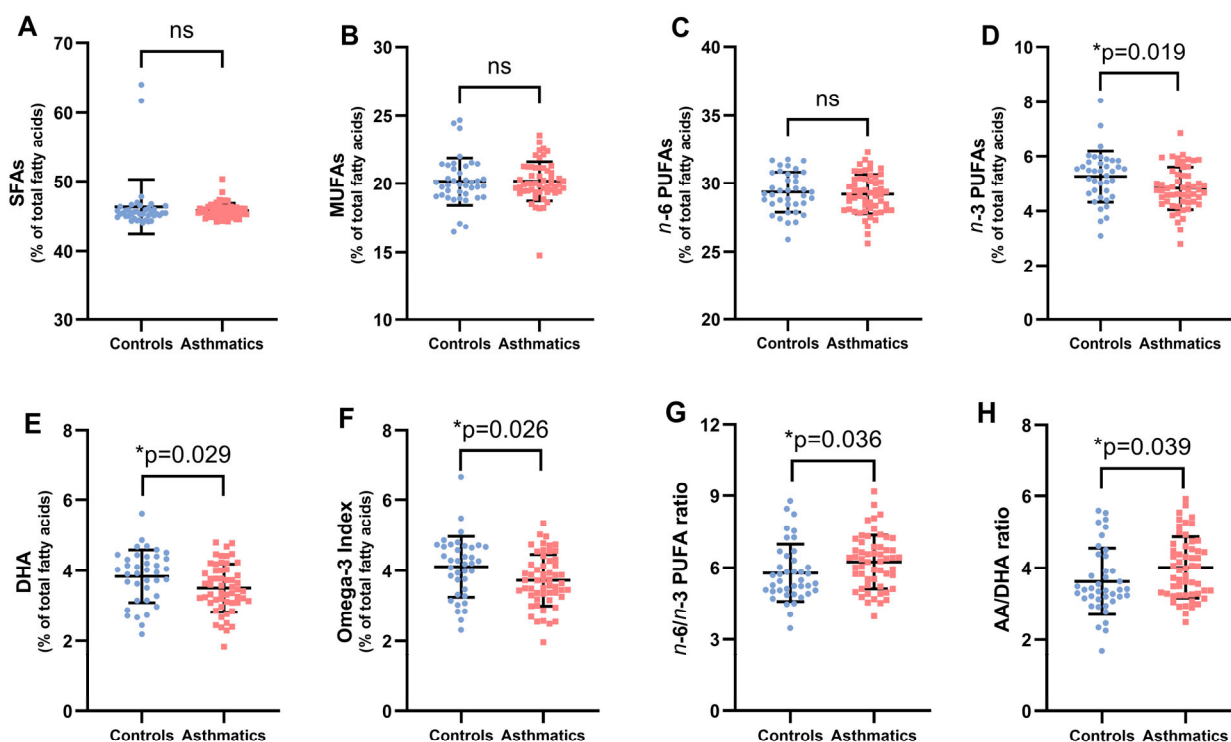 A
ns
SFAs
(% of total fatty acids)
70
60
50
40
30
Controls Asthmatics
B
ns
MUFAs
(% of total fatty acids)
30
25
20
15
10
Controls Asthmatics
C
ns
n-6 PUFAs
(% of total fatty acids)
40
35
30
25
20
Controls Asthmatics
D
*p=0.019
n-3 PUFAs
(% of total fatty acids)
10
8
6
4
2
0
Controls Asthmatics
E
*p=0.029
DHA
(% of total fatty acids)
8
6
4
2
0
Controls Asthmatics
F
*p=0.026
Omega-3 Index
(% of total fatty acids)
8
6
4
2
0
Controls Asthmatics
G
*p=0.036
n-6/n-3 PUFA ratio
12
9
6
3
0
Controls Asthmatics
H
*p=0.039
AA/DHA ratio
8
6
4
2
0
Controls Asthmatics